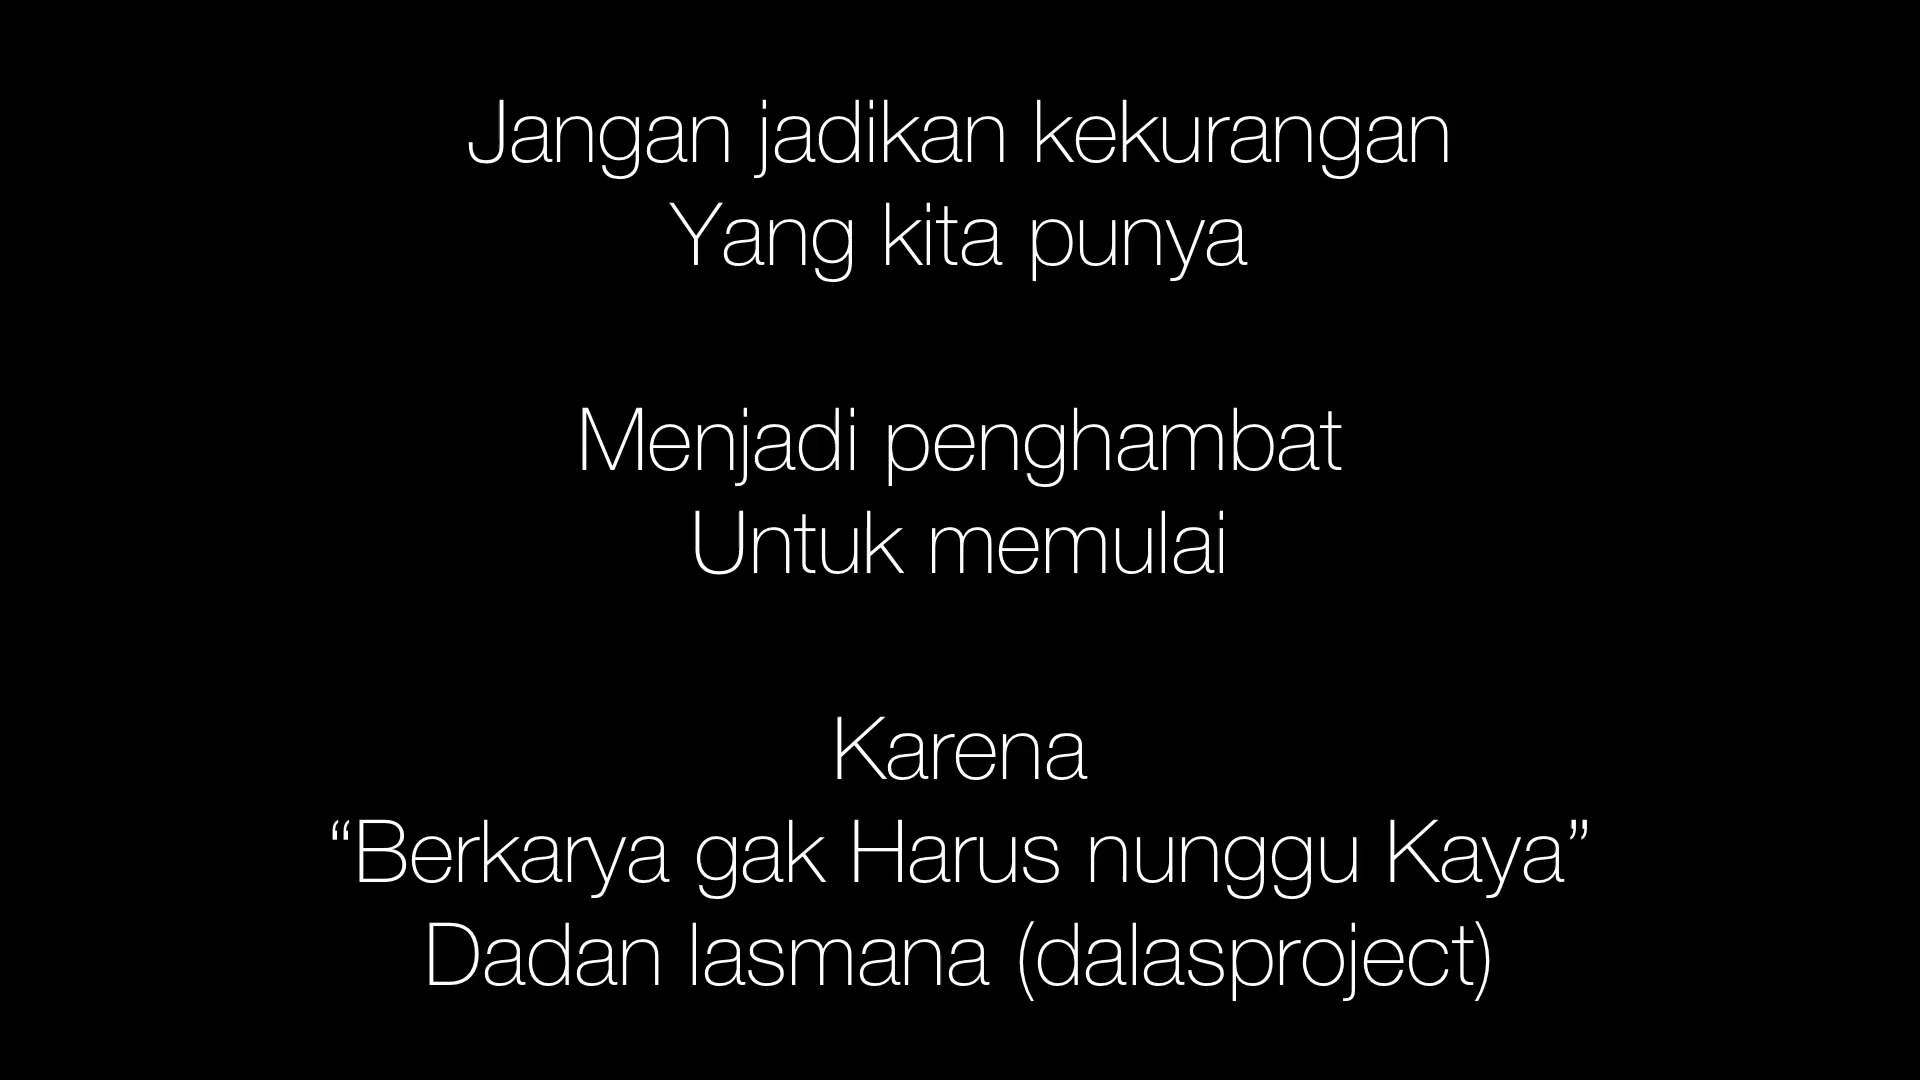 Jangan jadikan kekurangan
Yang kita punya
Menjadi penghambat
Untuk memulai
Karena
“Berkarya gak Harus nunggu Kaya”
Dadan lasmana (dalasproject)